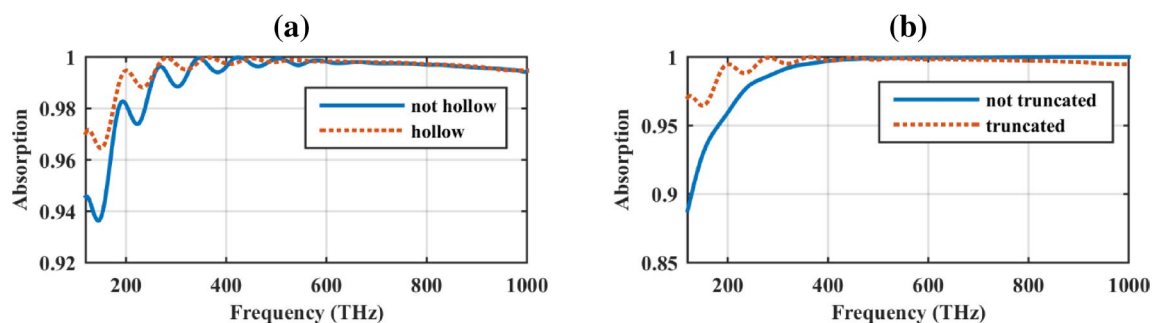 (a)
1
0.98
0.96
0.94
0.92
Absorption
not hollow
hollow
200 400 600 800 1000
Frequency (THz)
(b)
1
0.95
0.9
0.85
Absorption
not truncated
truncated
200 400 600 800 1000
Frequency (THz)